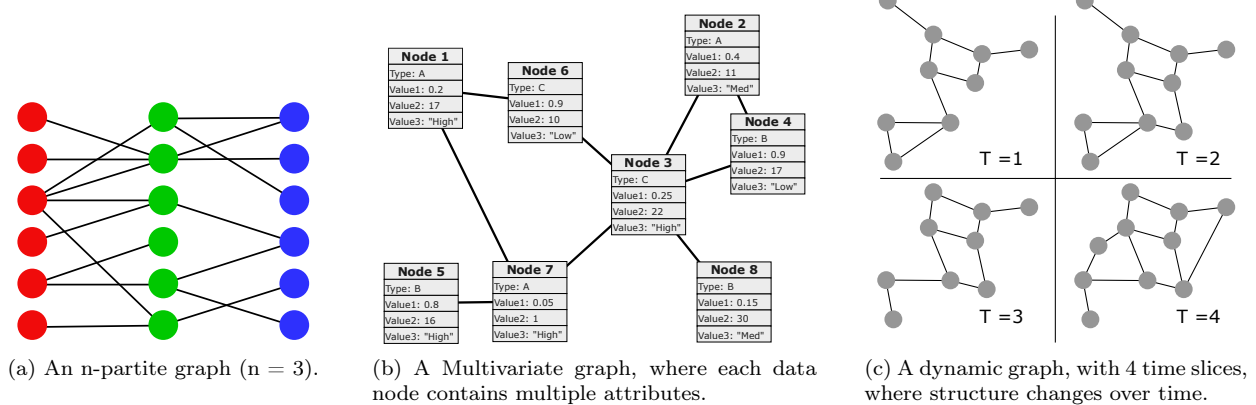 Node 1
Type: A
Value1: 0.2
Value2: 17
Value3: "High"
Node 6
Type: C
Value1: 0.9
Value2: 10
Value3: "Low"
Node 2
Type: A
Value1: 0.4
Value2: 11
Value3: "Med"
Node 4
Type: B
Value1: 0.9
Value2: 17
Value3: "Low"
Node 3
Type: C
Value1: 0.25
Value2: 22
Value3: "High"
Node 5
Type: B
Value1: 0.8
Value2: 16
Value3: "High"
Node 7
Type: A
Value1: 0.05
Value2: 1
Value3: "High"
Node 8
Type: B
Value1: 0.15
Value2: 30
Value3: "Med"
T =1
T =2
T =3
T =4
(a) An n-partite graph (n = 3).
(b) A Multivariate graph, where each data
node contains multiple attributes.
(c) A dynamic graph, with 4 time slices,
where structure changes over time.